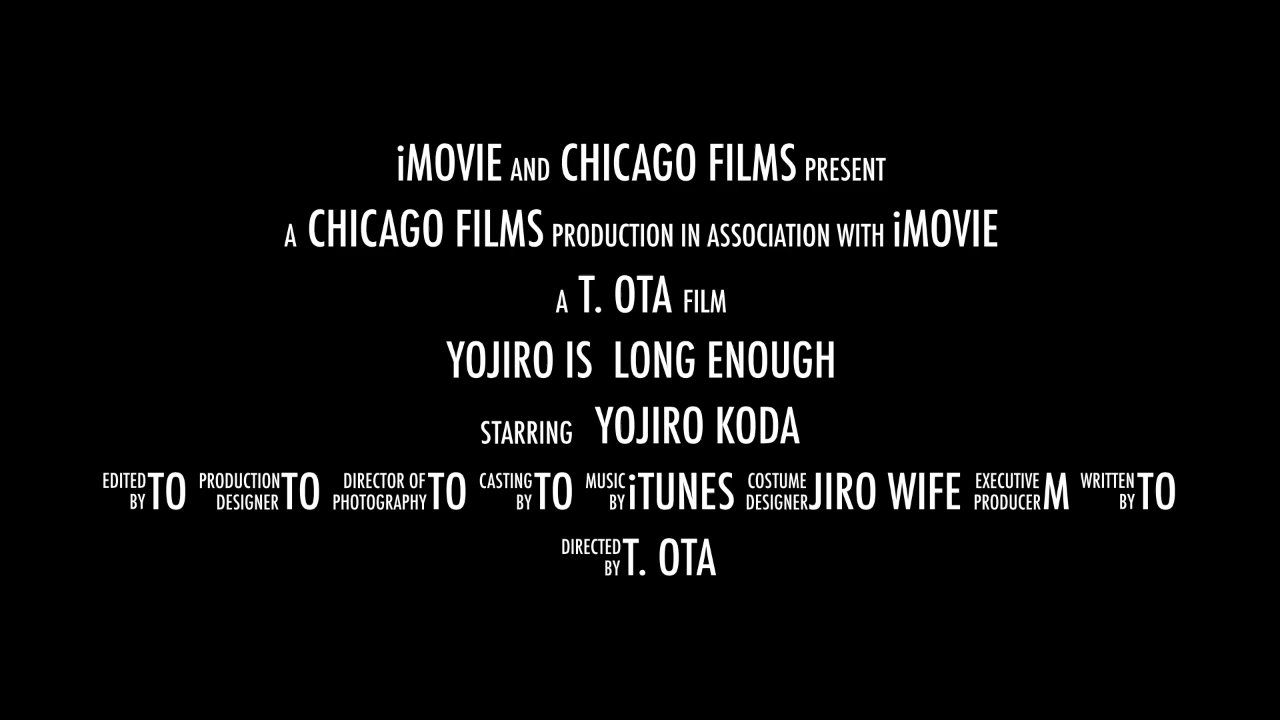 iMOVIE AND CHICAGO FILMS PRESENT
A CHICAGO FILMS PRODUCTION IN ASSOCIATION WITH iMOVIE
A T. OTA FILM
YOJIRO IS LONG ENOUGH
STARRING YOJIRO KODA
EDITED BY TO PRODUCTION DESIGNER TO DIRECTOR OF PHOTOGRAPHY TO CASTING BY TO MUSIC BY iTUNES COSTUME DESIGNER JIRO WIFE EXECUTIVE PRODUCER M WRITTEN BY TO
DIRECTED BY T. OTA